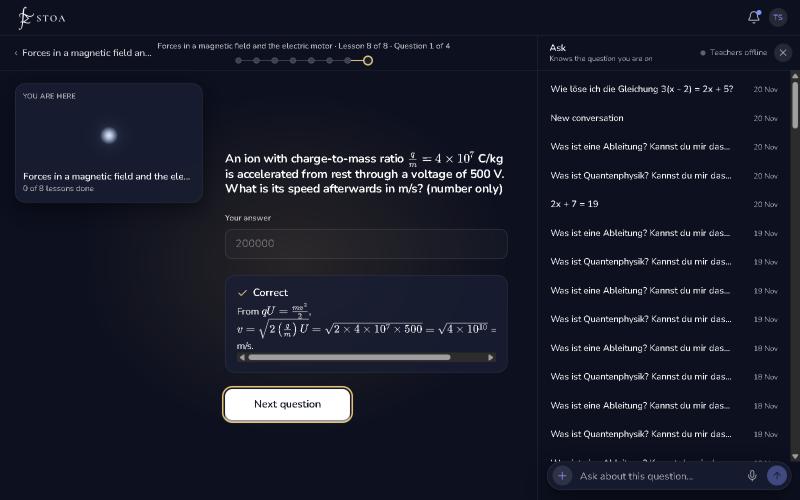 STOA
TS
‹ Forces in a magnetic field an...
Forces in a magnetic field and the electric motor · Lesson 8 of 8 · Question 1 of 4
YOU ARE HERE
Forces in a magnetic field and the ele...
0 of 8 lessons done
An ion with charge-to-mass ratio q/m = 4 × 10⁷ C/kg
is accelerated from rest through a voltage of 500 V.
What is its speed afterwards in m/s? (number only)
Your answer
200000
Correct
From qU = mv²/2,
v = √(2 (q/m) U) = √(2 × 4 × 10⁷ × 500) = √(4 × 10¹⁰) =
m/s.
Next question
Ask
Knows the question you are on
Teachers offline
Wie löse ich die Gleichung 3(x - 2) = 2x + 5? 20 Nov
New conversation 20 Nov
Was ist eine Ableitung? Kannst du mir das... 20 Nov
Was ist Quantenphysik? Kannst du mir das... 20 Nov
2x + 7 = 19 20 Nov
Was ist eine Ableitung? Kannst du mir das... 19 Nov
Was ist Quantenphysik? Kannst du mir das... 19 Nov
Was ist eine Ableitung? Kannst du mir das... 19 Nov
Was ist Quantenphysik? Kannst du mir das... 19 Nov
Was ist eine Ableitung? Kannst du mir das... 18 Nov
Was ist Quantenphysik? Kannst du mir das... 18 Nov
Was ist eine Ableitung? Kannst du mir das... 18 Nov
Was ist Quantenphysik? Kannst du mir das... 18 Nov
Ask about this question...